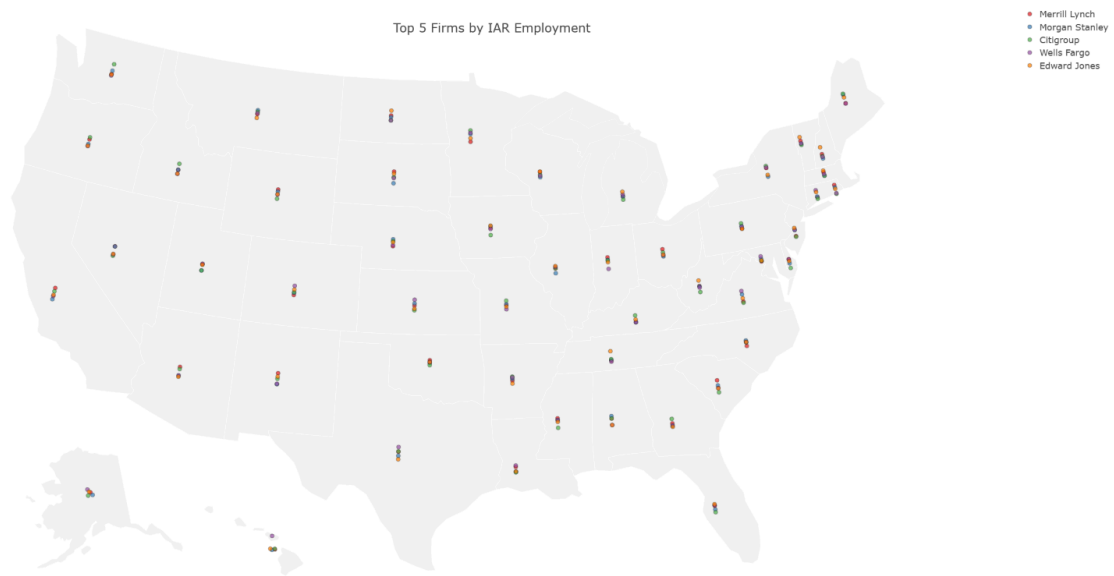 Top 5 Firms by IAR Employment
Merrill Lynch
Morgan Stanley
Citigroup
Wells Fargo
Edward Jones